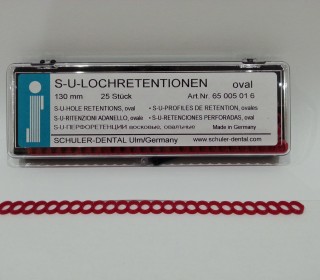 S-U-LOCHRETENTIONEN oval
130 mm 25 Stück Art.Nr. 65 005 01 6
S-U-HOLE RETENTIONS, oval • S-U-PROFILES DE RETENTION, ovales
S-U-RITENZIONI ADANELLO, ovale • S-U-RETENCIONES PERFORADAS, oval
S-U-ПЕРФОРЕТЕНЦИИ восковые, овальные Made in Germany
SCHULER-DENTAL Ulm/Germany www.schuler-dental.com